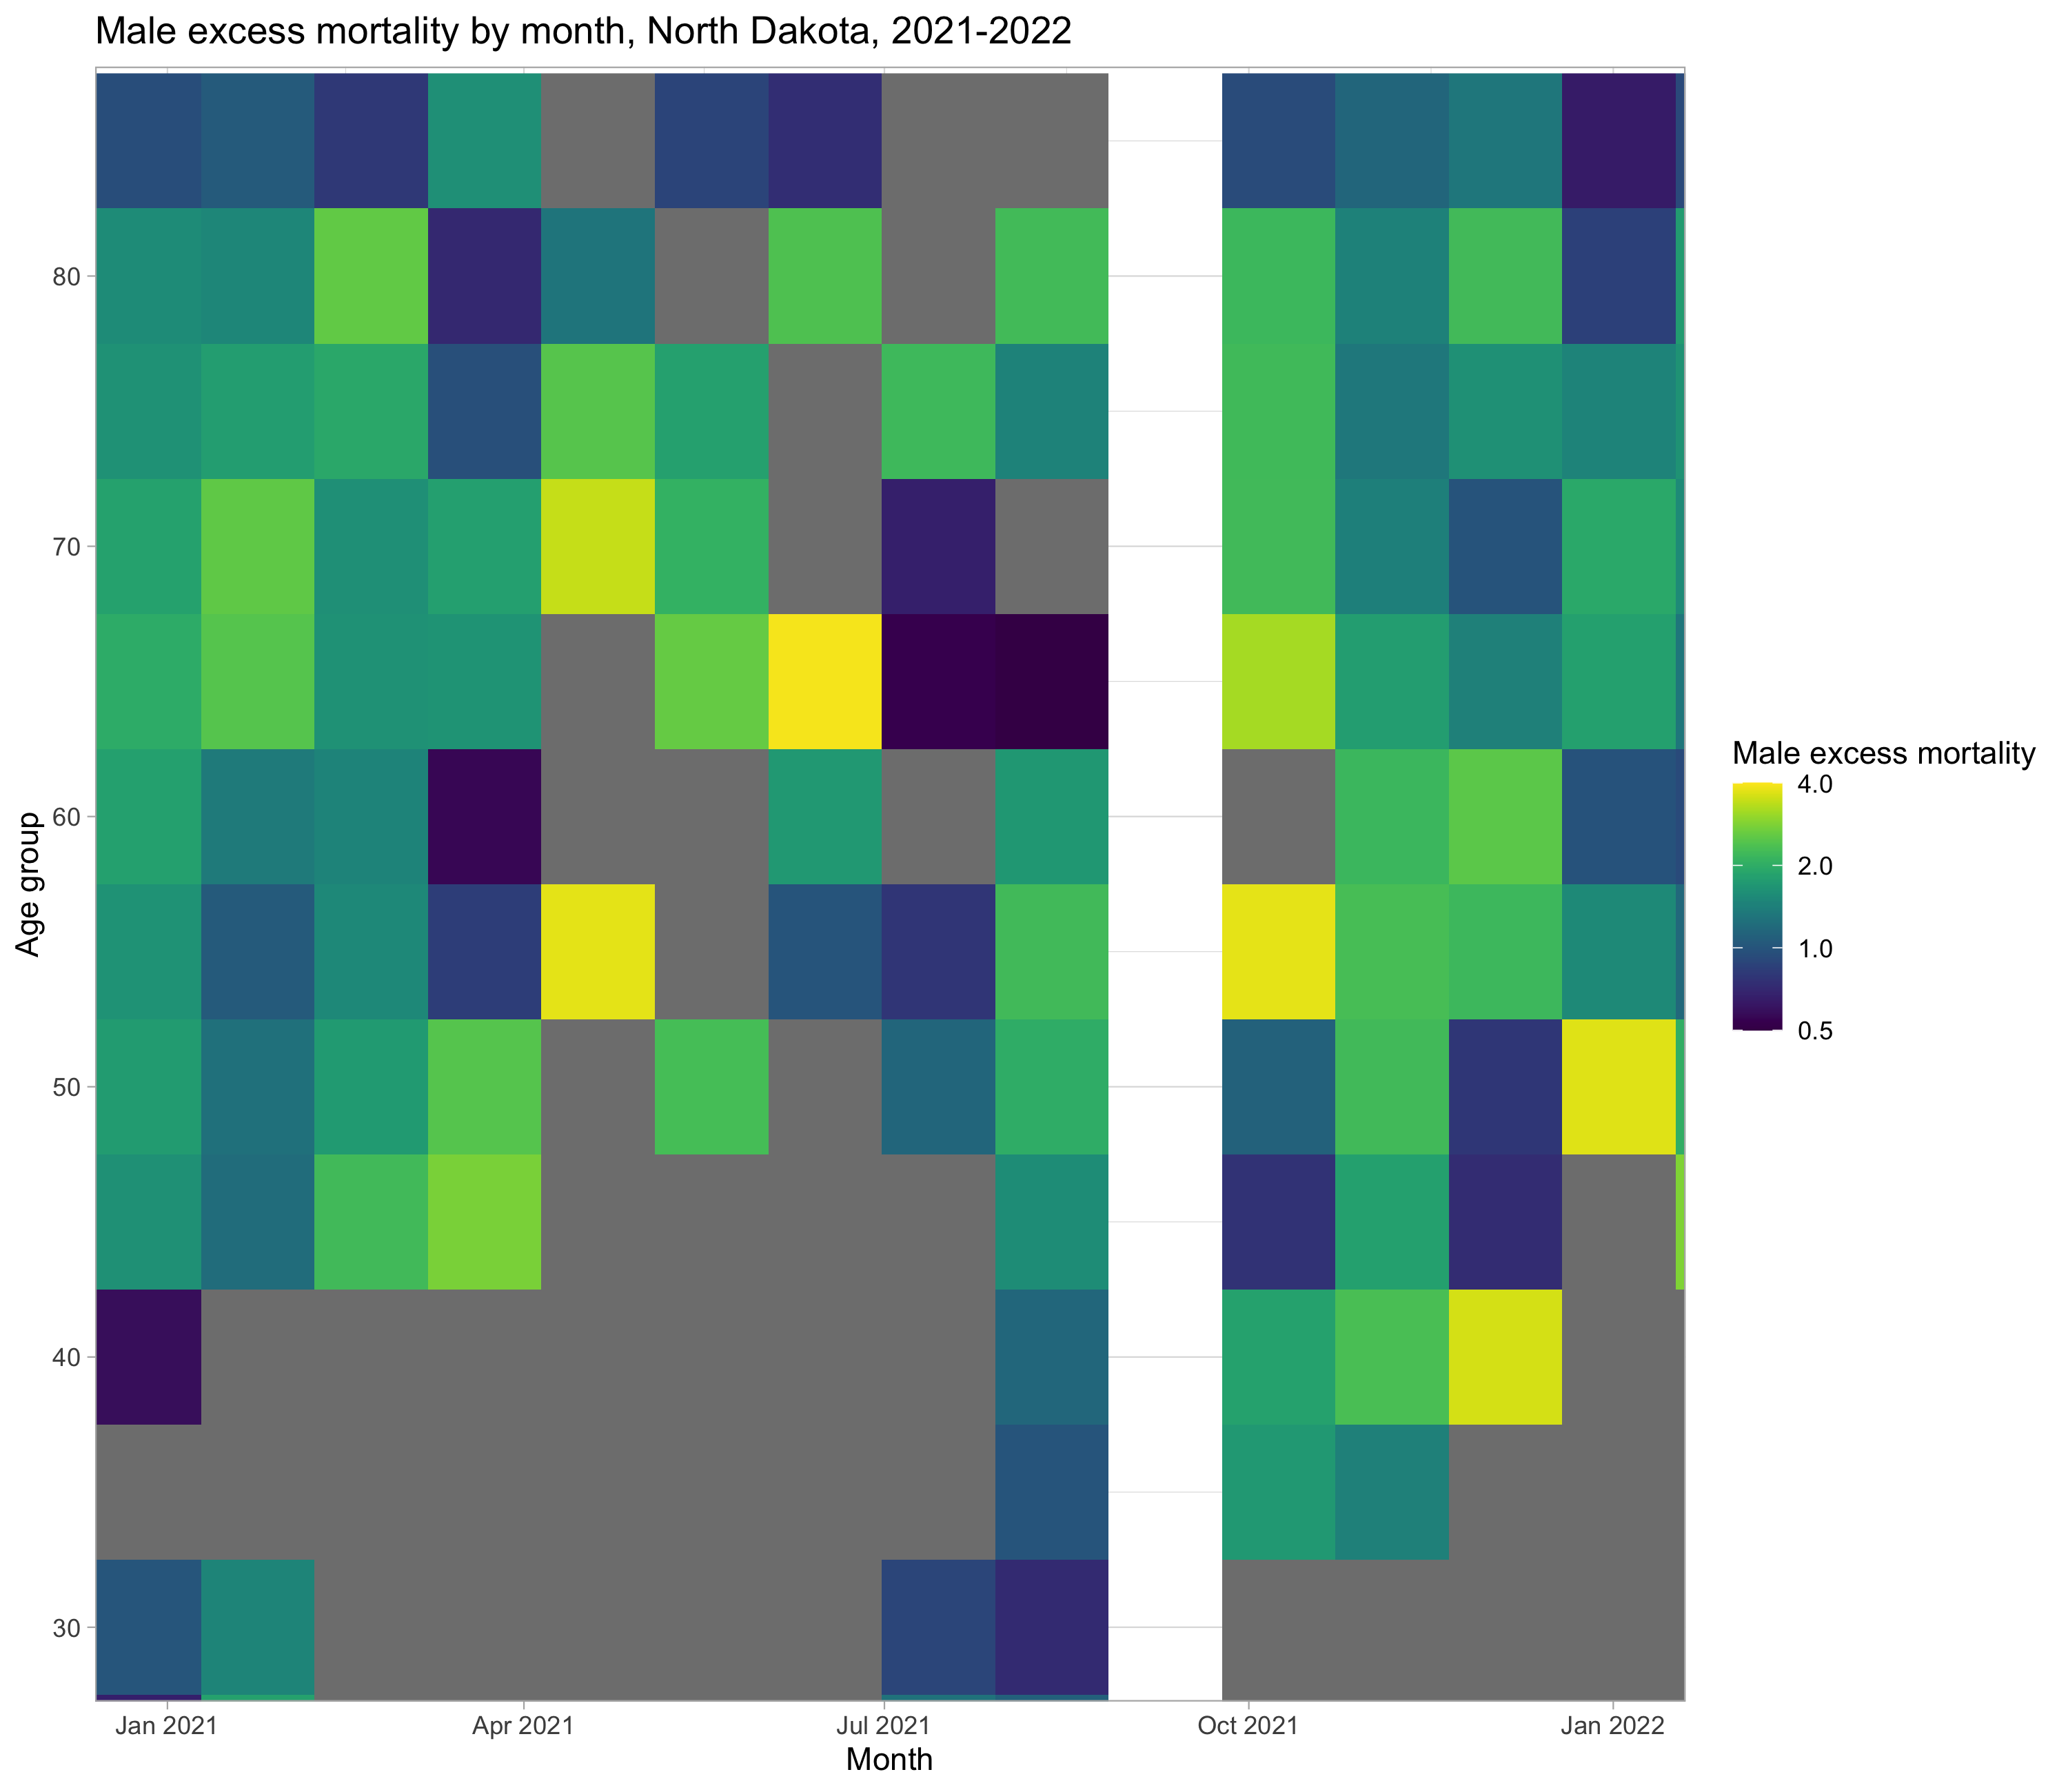 Male excess mortality by month, North Dakota, 2021-2022
Age group
80
70
60
50
40
30
Jan 2021
Apr 2021
Jul 2021
Oct 2021
Jan 2022
Month
Male excess mortality
4.0
2.0
1.0
0.5